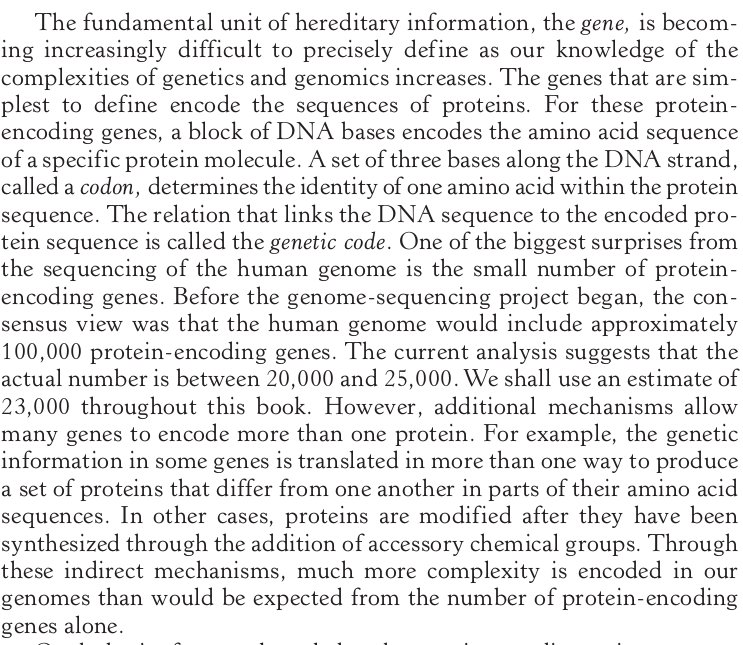 The fundamental unit of hereditary information, the gene, is becom-
ing increasingly difficult to precisely define as our knowledge of the
complexities of genetics and genomics increases. The genes that are sim-
plest to define encode the sequences of proteins. For these protein-
encoding genes, a block of DNA bases encodes the amino acid sequence
of a specific protein molecule. A set of three bases along the DNA strand,
called a codon, determines the identity of one amino acid within the protein
sequence. The relation that links the DNA sequence to the encoded pro-
tein sequence is called the genetic code. One of the biggest surprises from
the sequencing of the human genome is the small number of protein-
encoding genes. Before the genome-sequencing project began, the con-
sensus view was that the human genome would include approximately
100,000 protein-encoding genes. The current analysis suggests that the
actual number is between 20,000 and 25,000. We shall use an estimate of
23,000 throughout this book. However, additional mechanisms allow
many genes to encode more than one protein. For example, the genetic
information in some genes is translated in more than one way to produce
a set of proteins that differ from one another in parts of their amino acid
sequences. In other cases, proteins are modified after they have been
synthesized through the addition of accessory chemical groups. Through
these indirect mechanisms, much more complexity is encoded in our
genomes than would be expected from the number of protein-encoding
genes alone.